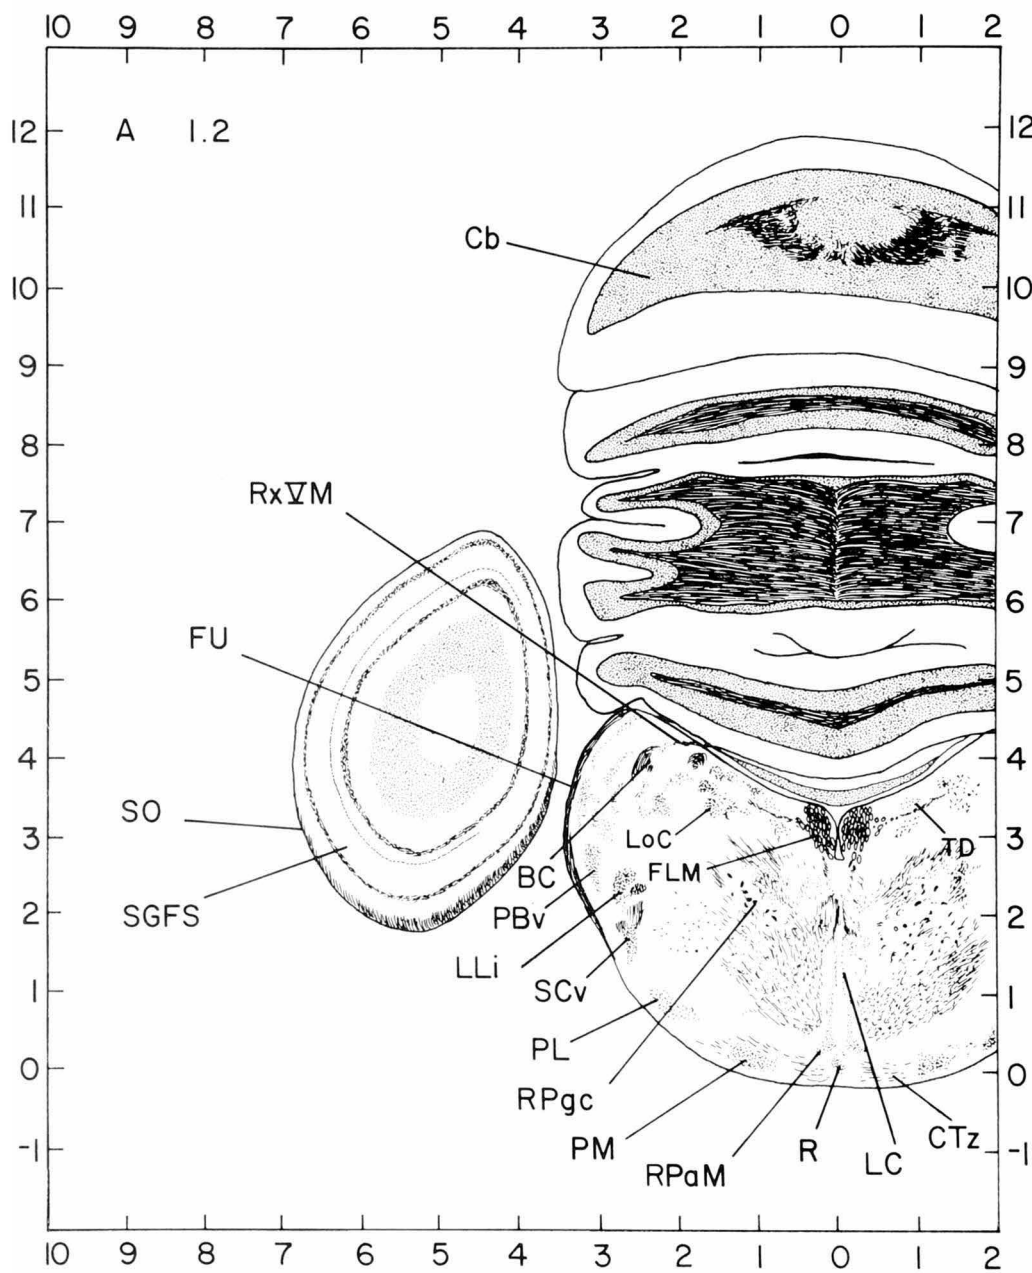 10 9 8 7 6 5 4 3 2 1 0 1 2
12 A 1.2 12
11 11
Cb
10 10
9 9
8 8
RxVM
7 7
6 6
FU
5 5
4 4
SO
3 LoC TD 3
FLM
BC
SGFS PBv
2 2
LLi
SCv
1 1
PL
0 RPgc 0
PM R CTz
-1 RPaM LC -1
10 9 8 7 6 5 4 3 2 1 0 1 2